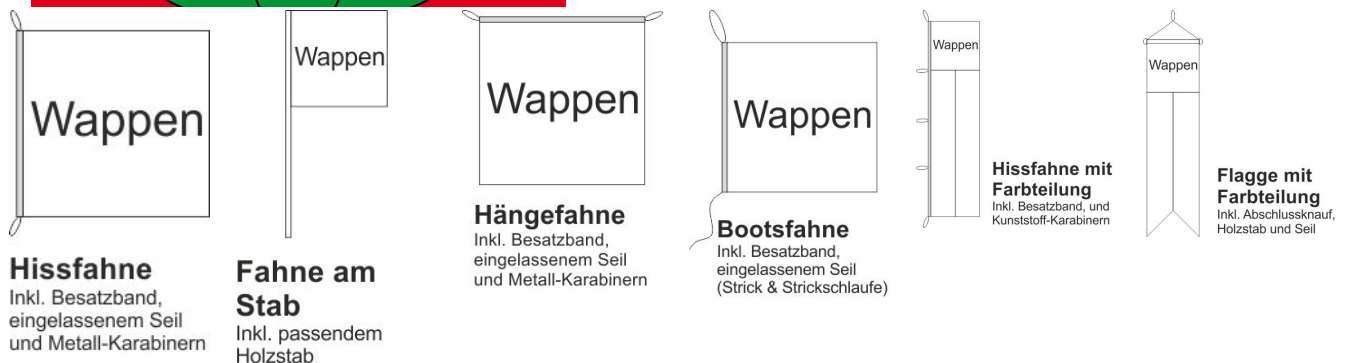 Wappen
Hissfahne
Inkl. Besatzband,
eingelassenem Seil
und Metall-Karabinern
Wappen
Fahne am
Stab
Inkl. passendem
Holzstab
Wappen
Hängefahne
Inkl. Besatzband,
eingelassenem Seil
und Metall-Karabinern
Wappen
Bootsfahne
Inkl. Besatzband,
eingelassenem Seil
(Strick & Strickschlaufe)
Wappen
Hissfahne mit
Farbteilung
Inkl. Besatzband, und
Kunststoff-Karabinern
Wappen
Flagge mit
Farbteilung
Inkl. Abschlussknauf,
Holzstab und Seil